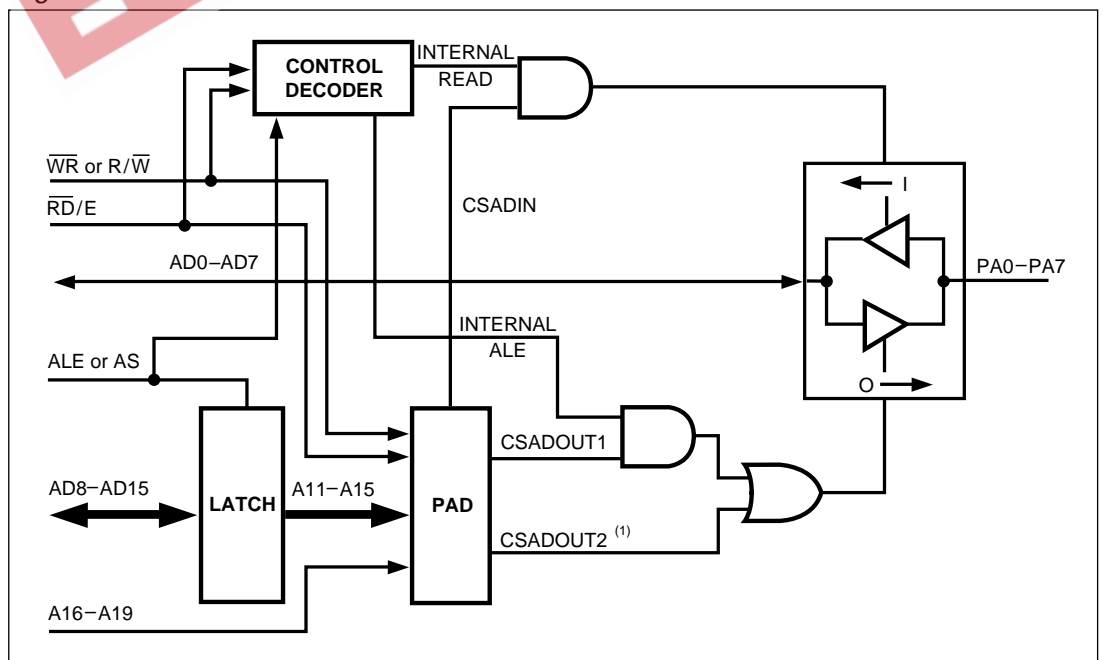 CONTROL
DECODER
INTERNAL
READ
WR or R/W
RD/E
CSADIN
I
AD0–AD7
PA0–PA7
INTERNAL
ALE
ALE or AS
O
CSADOUT1
AD8–AD15
LATCH
A11–A15
PAD
CSADOUT2 (1)
A16–A19